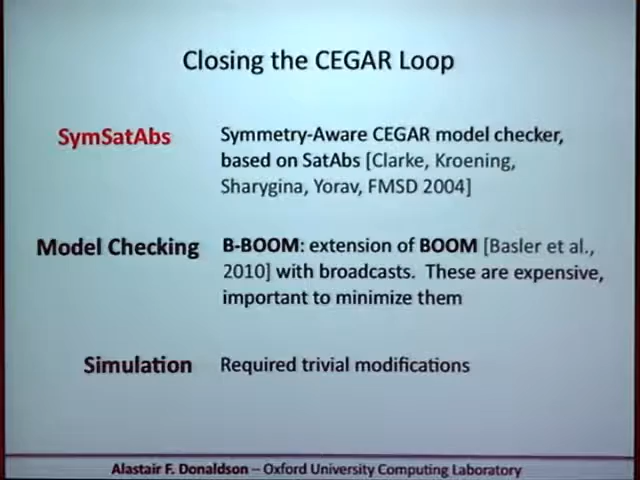 Closing the CEGAR Loop
SymSatAbs
Symmetry-Aware CEGAR model checker,
based on SatAbs [Clarke, Kroening,
Sharygina, Yorav, FMSD 2004]
Model Checking
B-BOOM: extension of BOOM [Basler et al.,
2010] with broadcasts. These are expensive,
important to minimize them
Simulation
Required trivial modifications
Alastair F. Donaldson – Oxford University Computing Laboratory